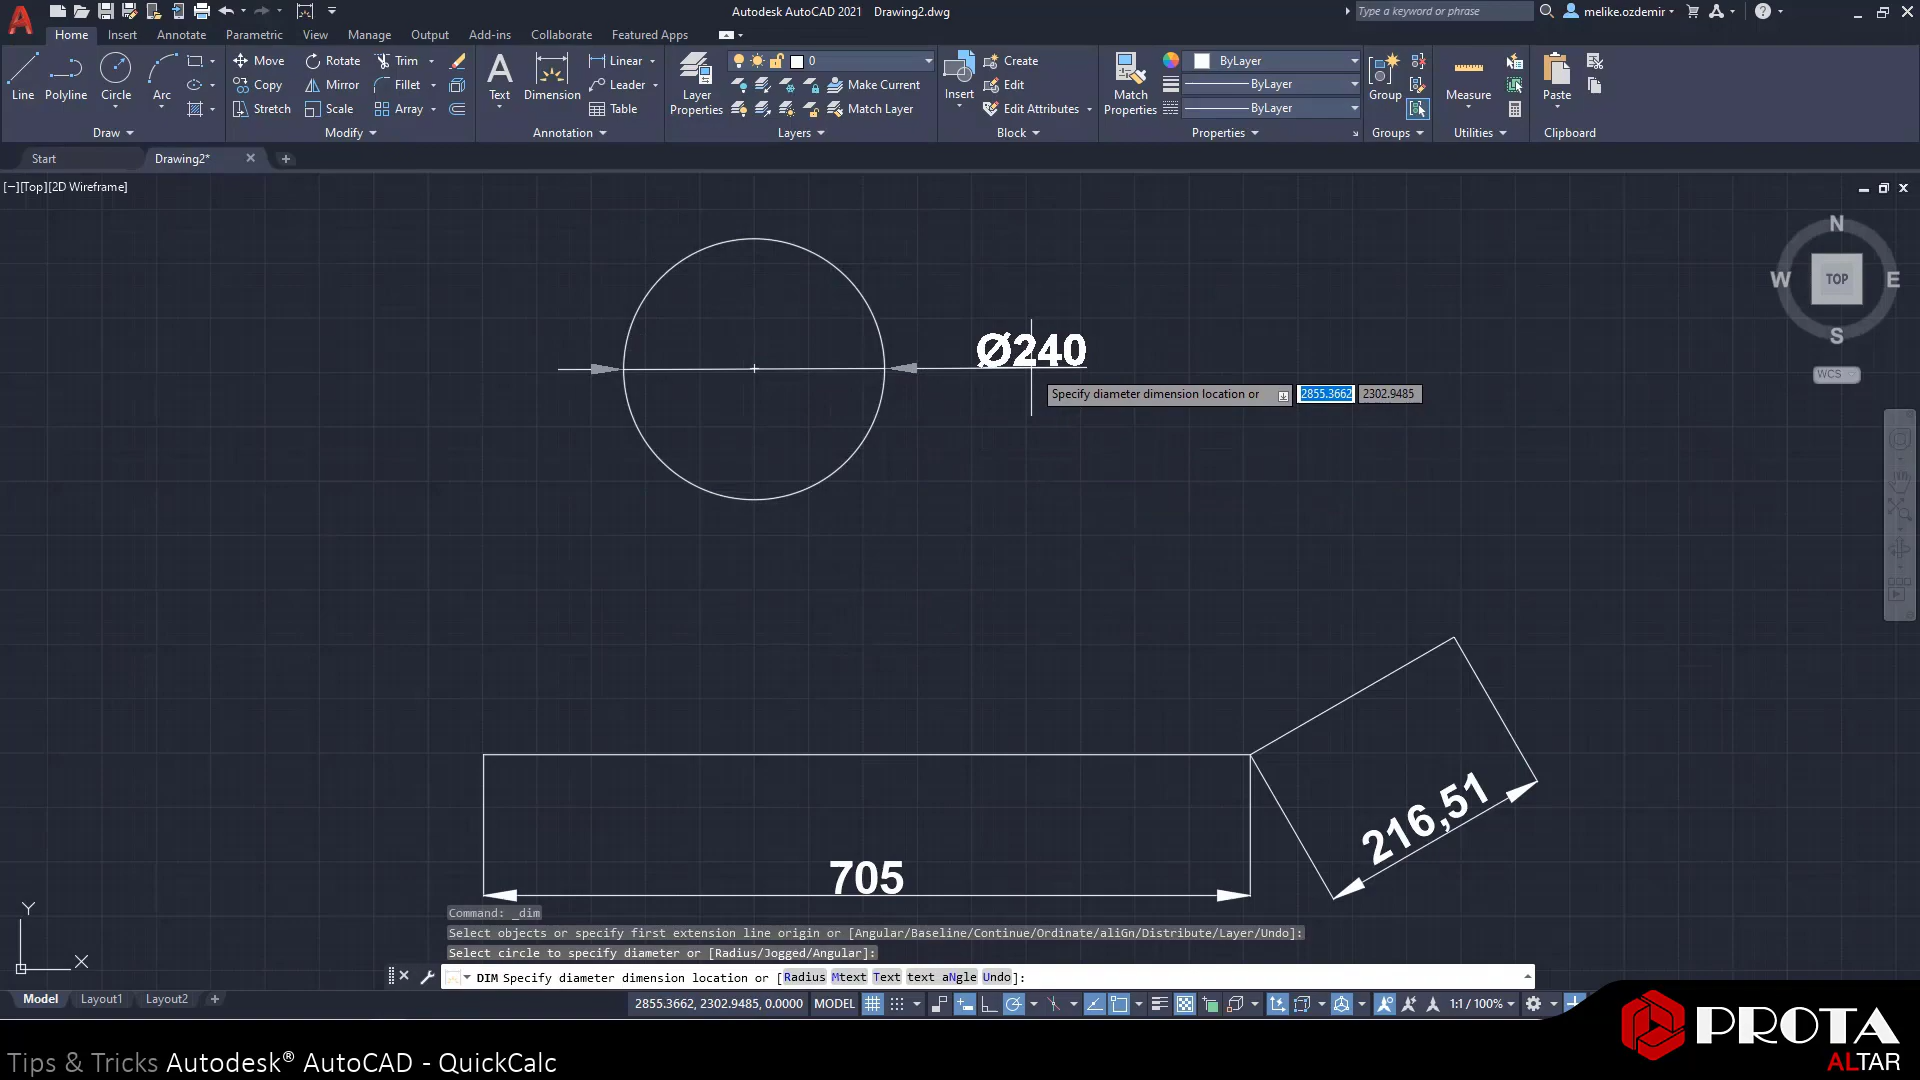 Autodesk AutoCAD 2021 Drawing2.dwg
Type a keyword or phrase
melike.ozdemir
Home Insert Annotate Parametric View Manage Output Add-ins Collaborate Featured Apps
Line Polyline Circle Arc
Move Rotate Trim
Copy Mirror Fillet
Stretch Scale Array
Text Dimension
Linear
Leader
Table
Layer Properties
0
Make Current
Match Layer
Insert
Create
Edit
Edit Attributes
Match Properties
ByLayer
ByLayer
ByLayer
Group
Measure
Paste
Draw Modify Annotation Layers Block Properties Groups Utilities Clipboard
Start Drawing2* +
[−][Top][2D Wireframe]
N
W TOP E
S
WCS
Ø240
Specify diameter dimension location or 2855.3662 2302.9485
216,51
705
Y
X
Command: _dim
Select objects or specify first extension line origin or [Angular/Baseline/Continue/Ordinate/aliGn/Distribute/Layer/Undo]:
Select circle to specify diameter or [Radius/Jogged/Angular]:
DIM Specify diameter dimension location or [Radius Mtext Text text aNgle Undo]:
Model Layout1 Layout2 +
2855.3662, 2302.9485, 0.0000 MODEL 1:1 / 100%
Tips & Tricks Autodesk® AutoCAD - QuickCalc
PROTA
ALTAR